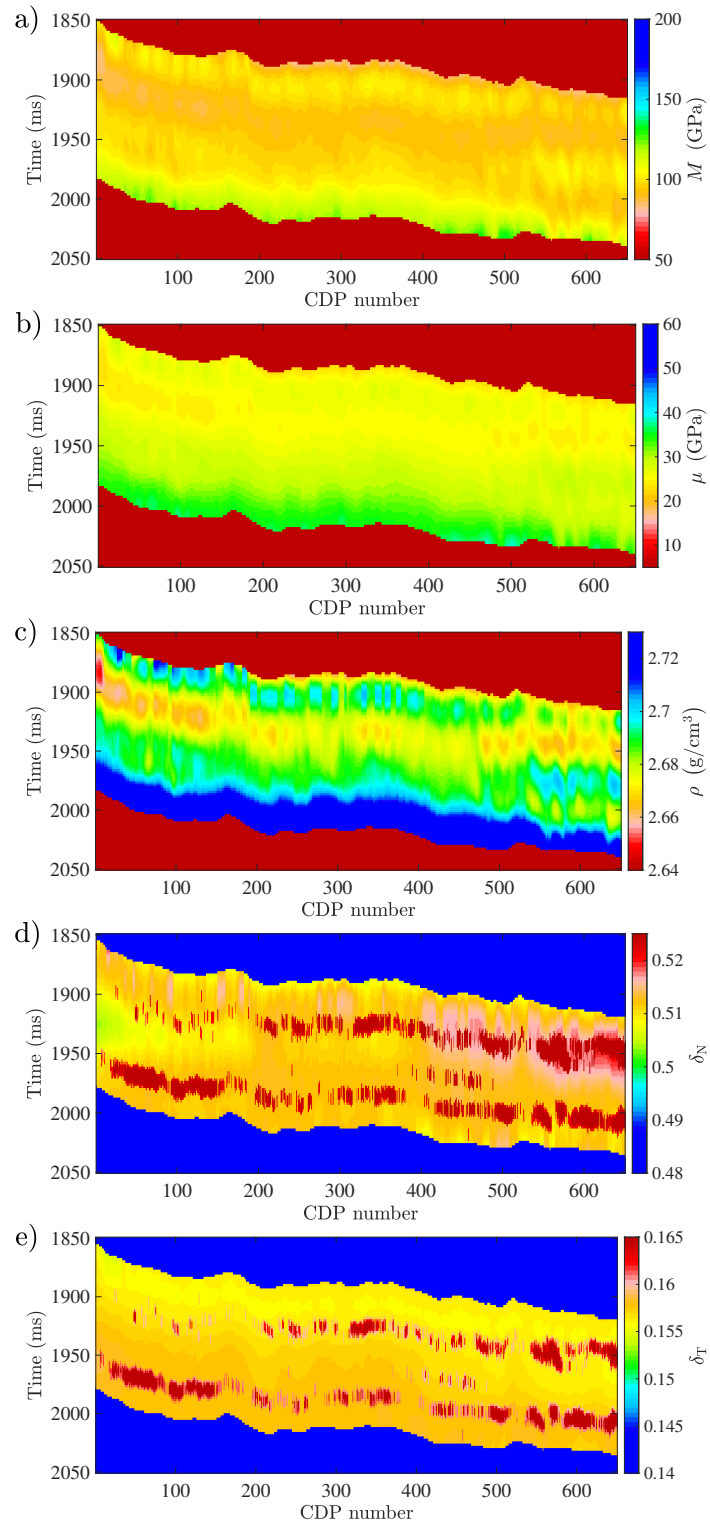 a)
1850
1900
1950
2000
2050
Time (ms)
100 200 300 400 500 600
CDP number
200
150
100
50
M (GPa)
b)
1850
1900
1950
2000
2050
Time (ms)
100 200 300 400 500 600
CDP number
60
50
40
30
20
10
μ (GPa)
c)
1850
1900
1950
2000
2050
Time (ms)
100 200 300 400 500 600
CDP number
2.72
2.7
2.68
2.66
2.64
ρ (g/cm³)
d)
1850
1900
1950
2000
2050
Time (ms)
100 200 300 400 500 600
CDP number
0.52
0.51
0.5
0.49
0.48
δN
e)
1850
1900
1950
2000
2050
Time (ms)
100 200 300 400 500 600
CDP number
0.165
0.16
0.155
0.15
0.145
0.14
δT